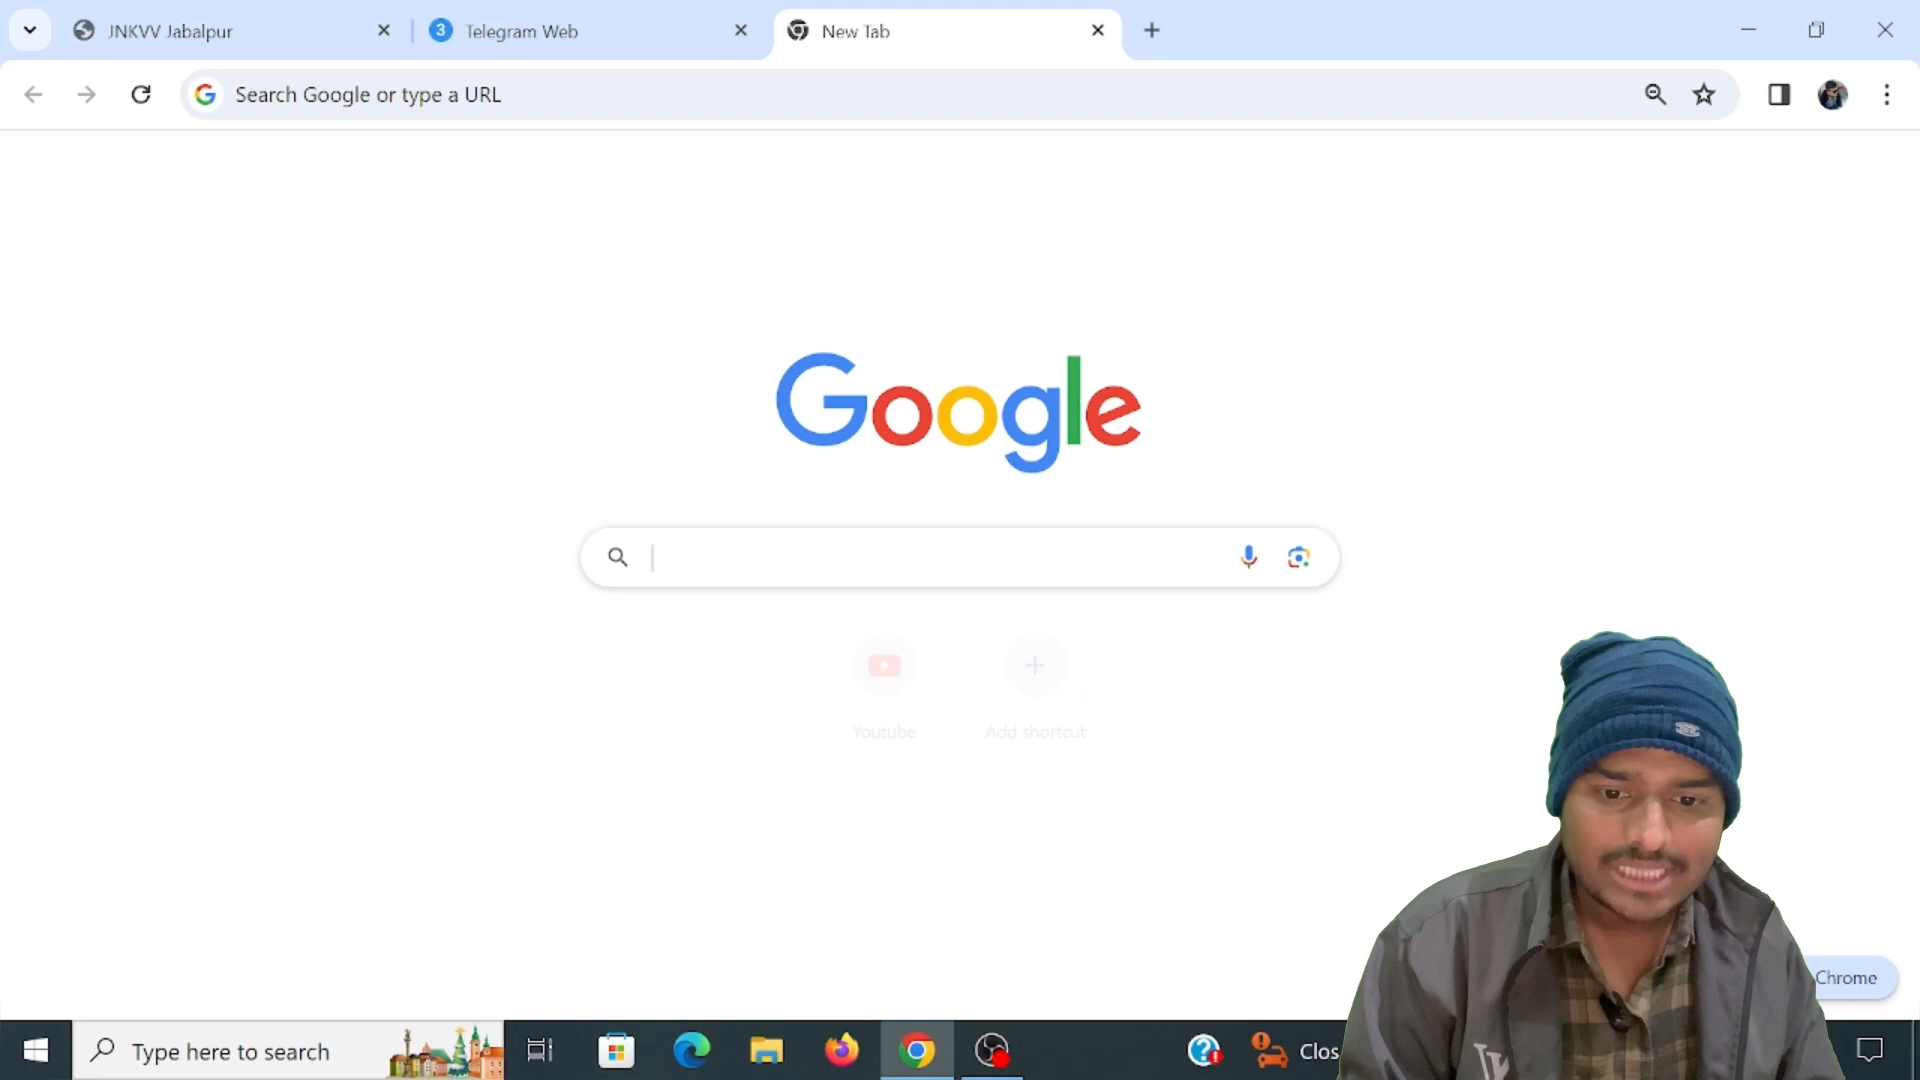 JNKVV Jabalpur
3 Telegram Web
New Tab
Search Google or type a URL
Google
Youtube
Add shortcut
Chrome
Type here to search
Clos